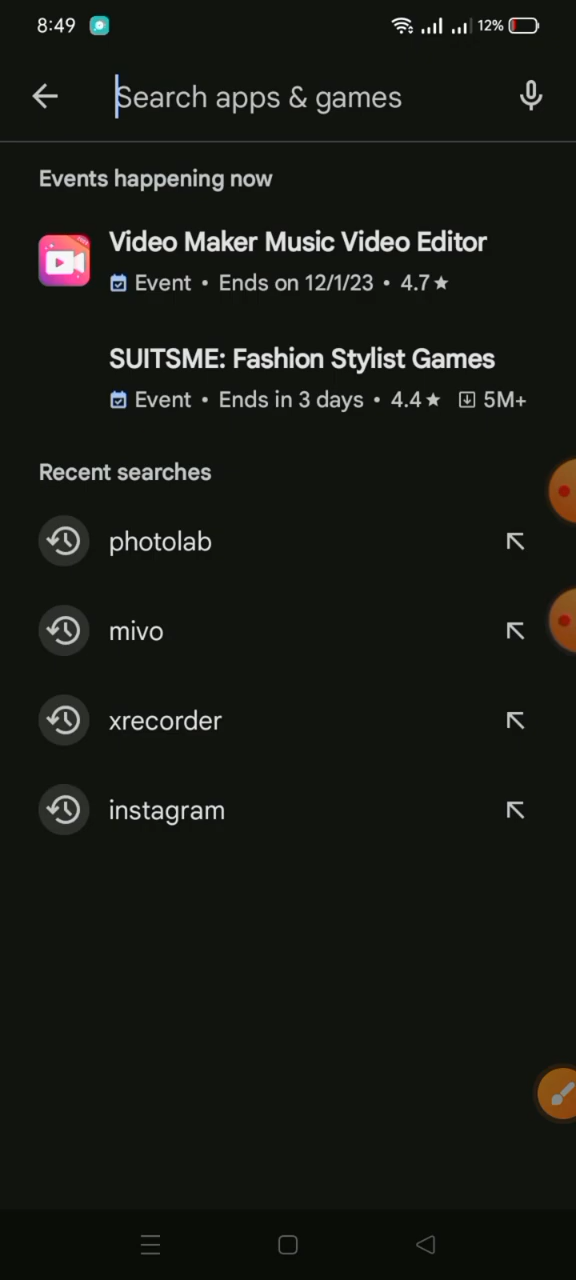 8:49 12%
Search apps & games
Events happening now
Video Maker Music Video Editor
Event • Ends on 12/1/23 • 4.7★
SUITSME: Fashion Stylist Games
Event • Ends in 3 days • 4.4★ 5M+
Recent searches
photolab
mivo
xrecorder
instagram